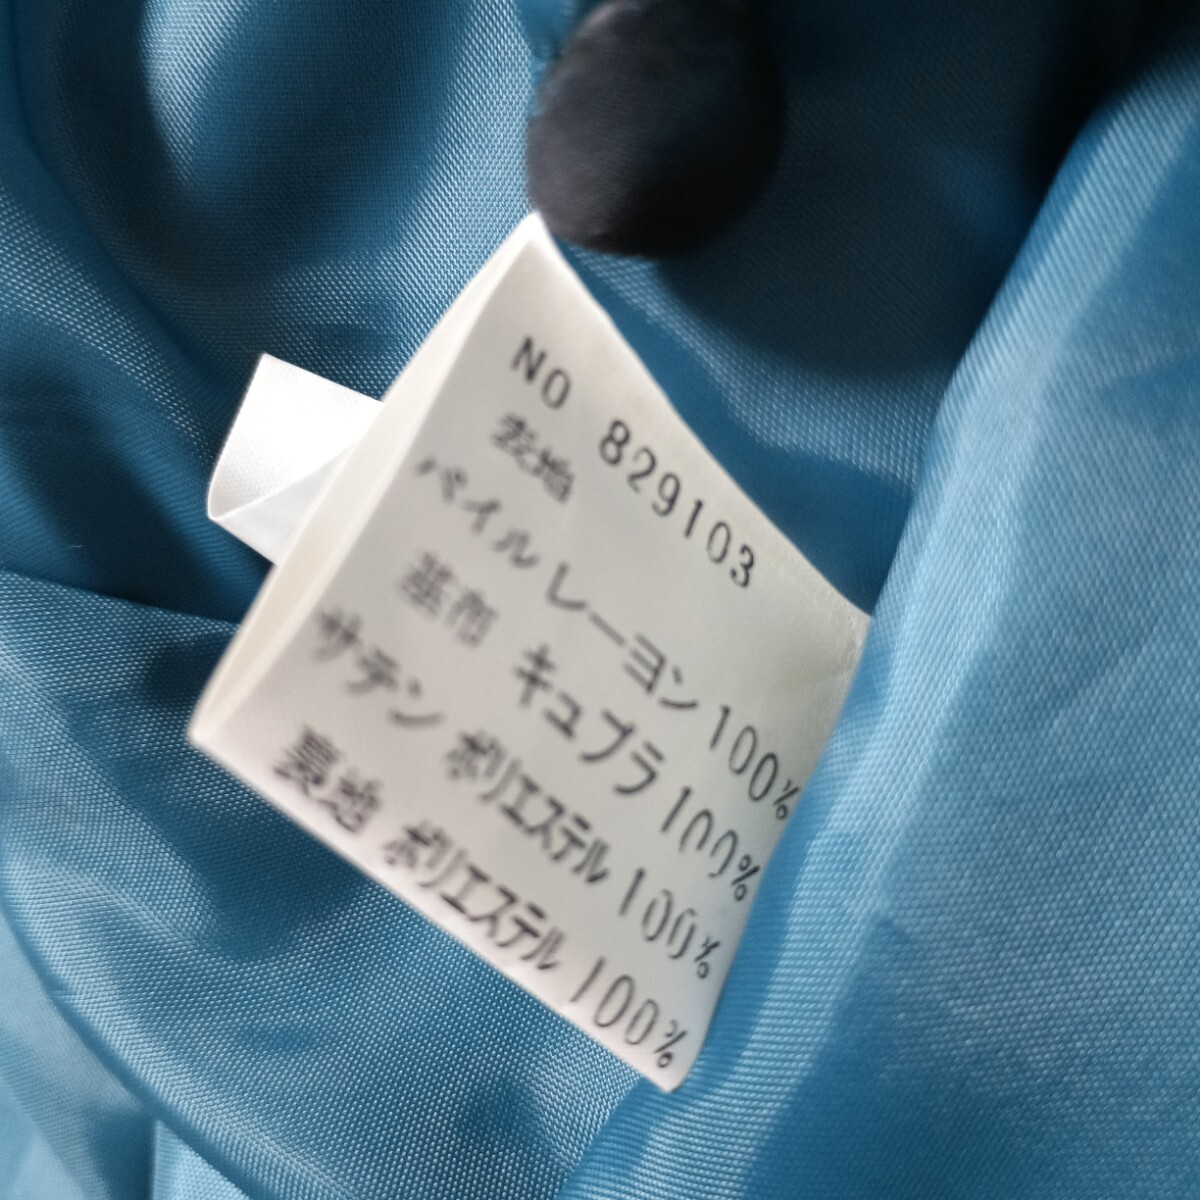 NO 829103
表地
パイル レーヨン100%
基布 キュプラ100%
サテン ポリエステル100%
裏地 ポリエステル100%